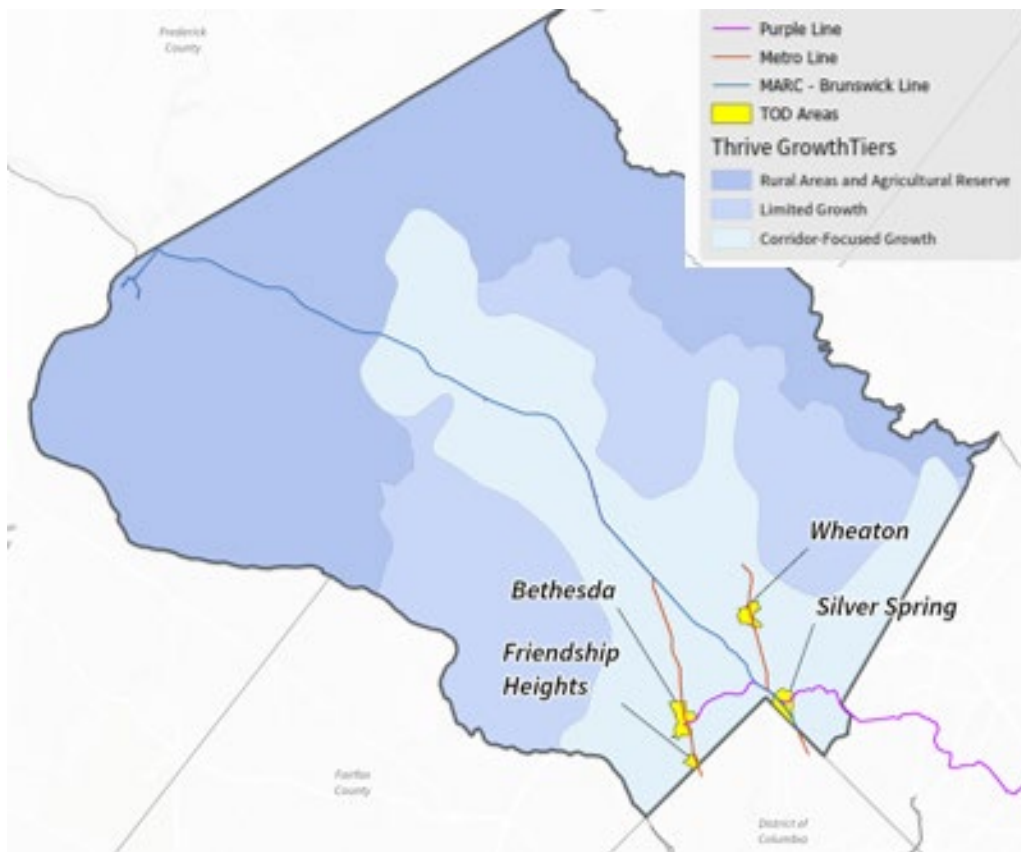 Frederick
County
Purple Line
Metro Line
MARC - Brunswick Line
TOD Areas
Thrive GrowthTiers
Rural Areas and Agricultural Reserve
Limited Growth
Corridor-Focused Growth
Wheaton
Bethesda
Silver Spring
Friendship
Heights
Fairfax
County
District of
Columbia